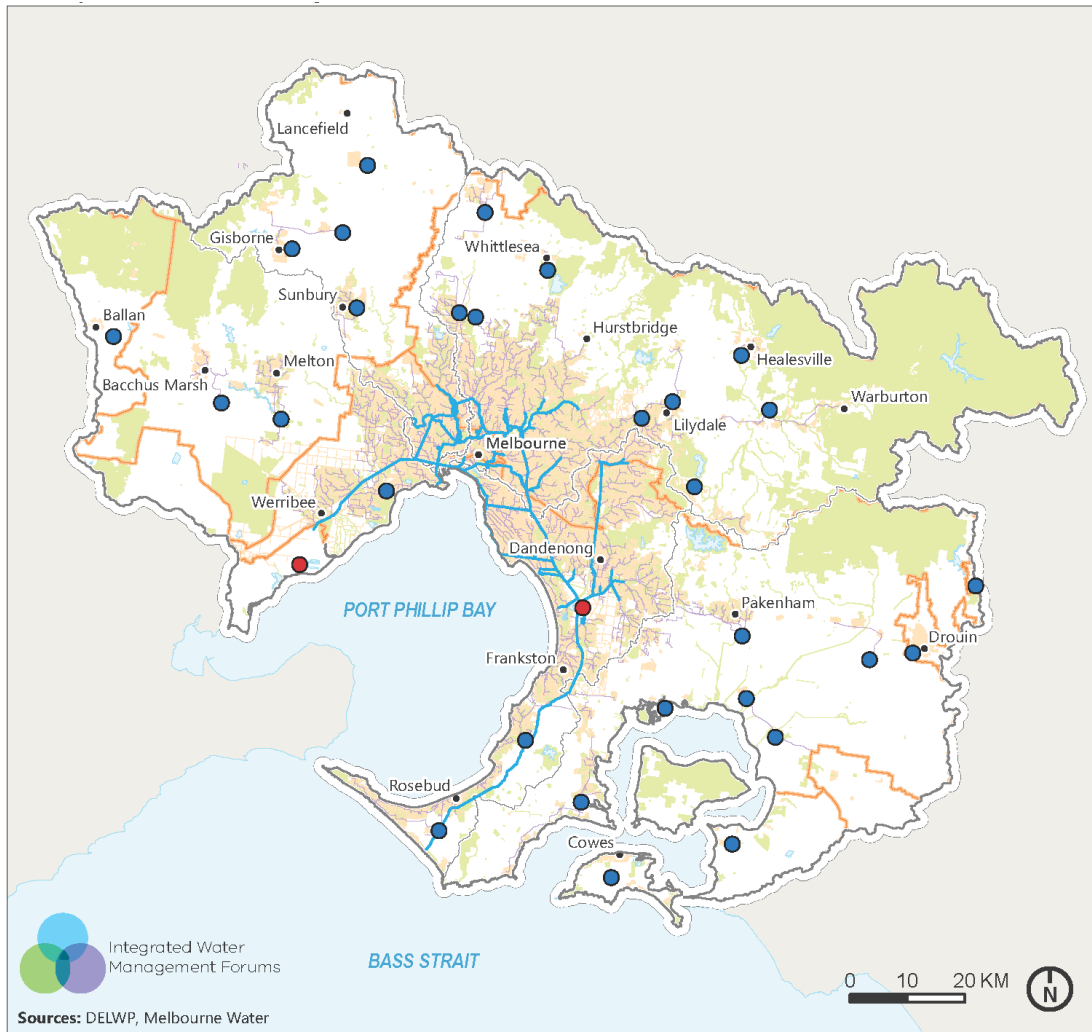 Lancefield
Gisborne
Whittlesea
Sunbury
Ballan
Hurstbridge
Healesville
Melton
Bacchus Marsh
Warburton
Lilydale
Melbourne
Werribee
Dandenong
PORT PHILLIP BAY
Pakenham
Drouin
Frankston
Rosebud
Cowes
Integrated Water
Management Forums
BASS STRAIT
0 10 20 KM
N
Sources: DELWP, Melbourne Water